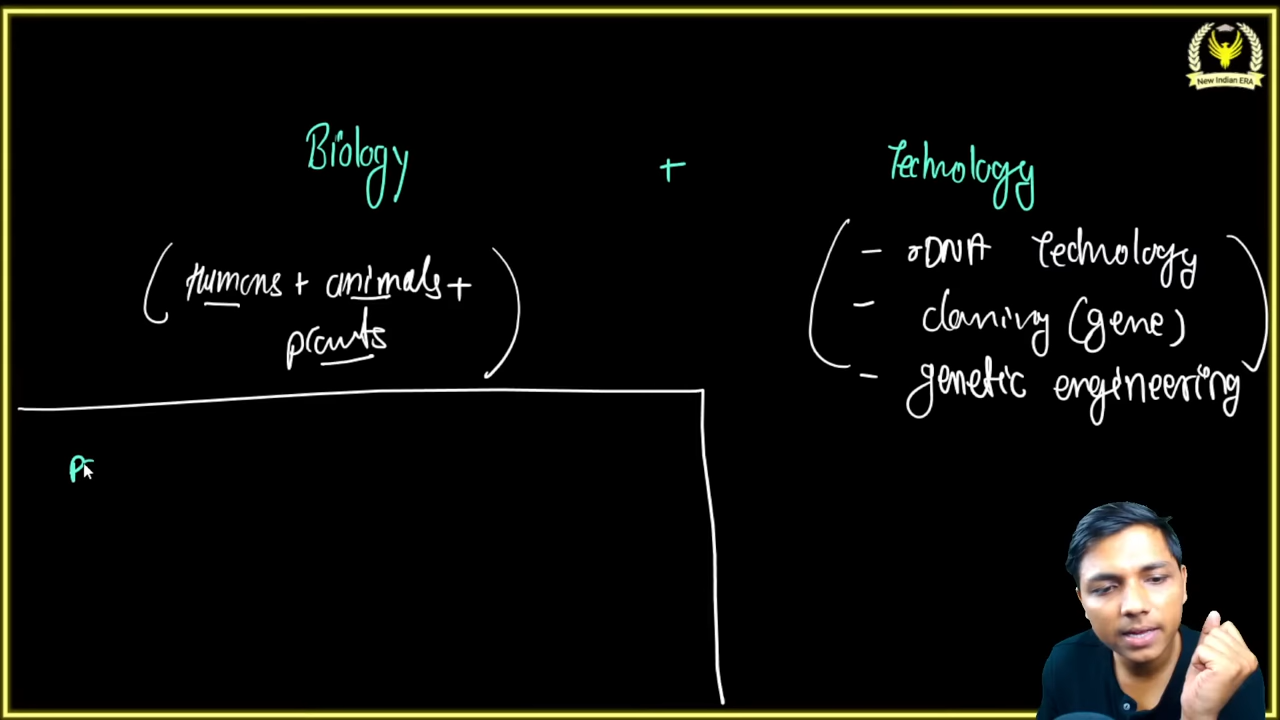 New Indian ERA
Biology + Technology
(Humans + animals +
plants)
- rDNA Technology
- cloning (gene)
- genetic engineering